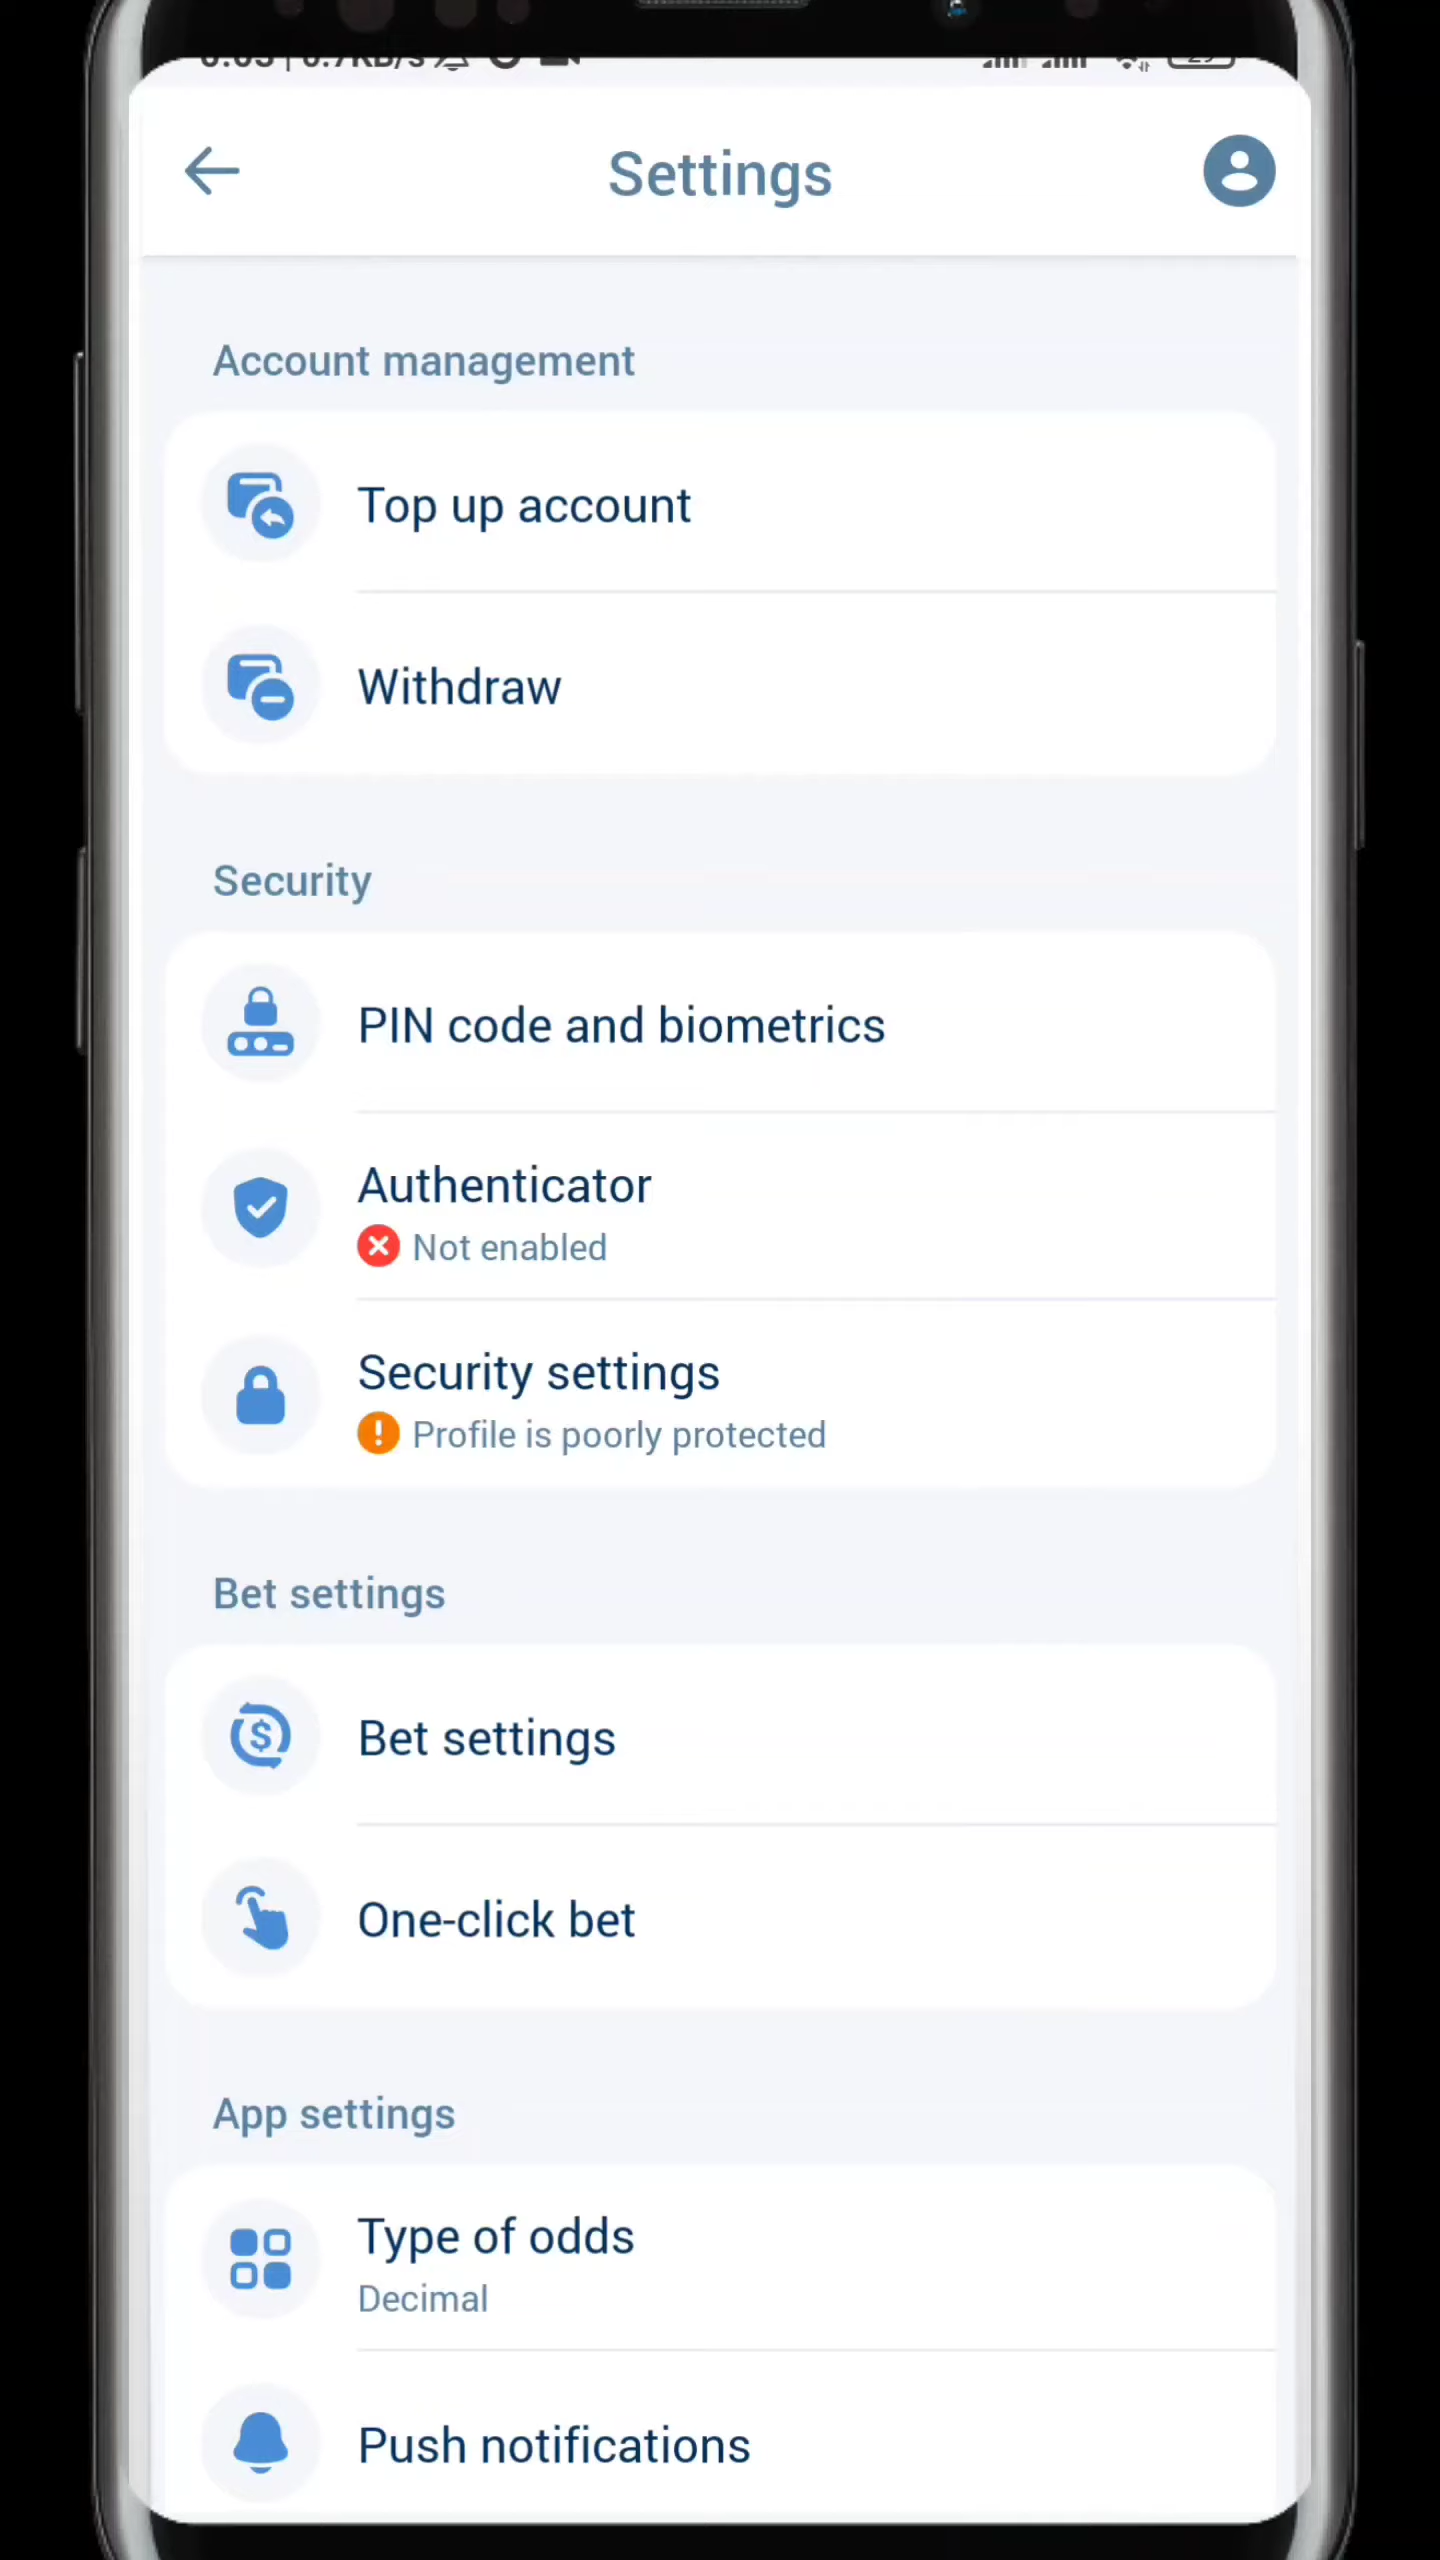 Settings
Account management
Top up account
Withdraw
Security
PIN code and biometrics
Authenticator
Not enabled
Security settings
Profile is poorly protected
Bet settings
Bet settings
One-click bet
App settings
Type of odds
Decimal
Push notifications